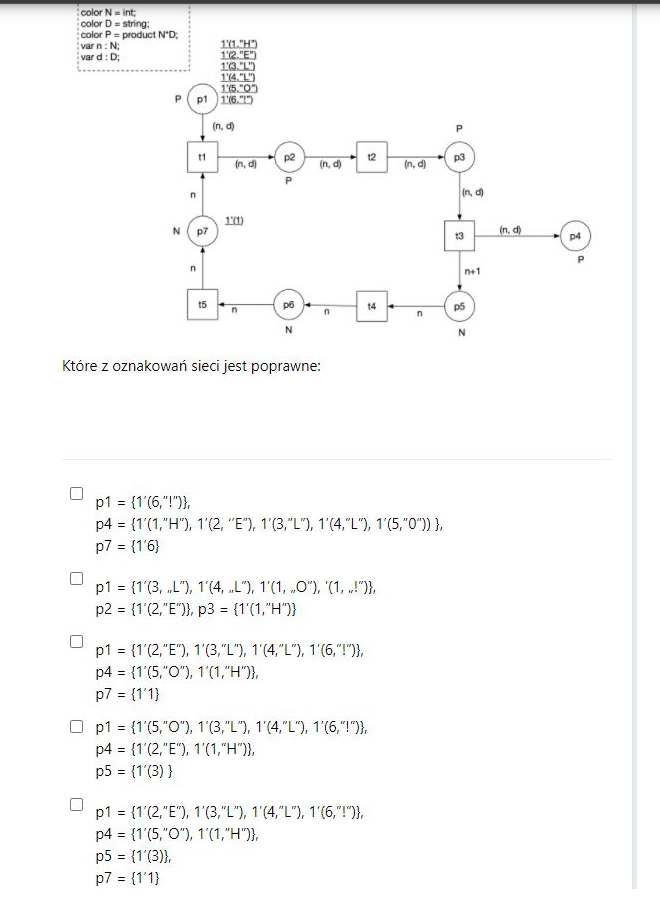 color N = int;
color D = string;
color P = product N*D;
var n : N;
var d : D;
1'(1,"H")
1'(2,"E")
1'(3,"L")
1'(4,"L")
1'(5,"O")
1'(6,"!")
P p1
(n, d)
P
t1 (n, d) p2 (n, d) t2 (n, d) p3
P
n (n, d)
1'(1)
N p7 t3 (n, d) p4
P
n n+1
t5 n p6 n t4 n p5
N N
Które z oznakowań sieci jest poprawne:
p1 = {1'(6,"!")},
p4 = {1'(1,"H"), 1'(2, "E"), 1'(3,"L"), 1'(4,"L"), 1'(5,"0")) },
p7 = {1'6}
p1 = {1'(3, „L"), 1'(4, „L"), 1'(1, „O"), '(1, „!")},
p2 = {1'(2,"E")}, p3 = {1'(1,"H")}
p1 = {1'(2,"E"), 1'(3,"L"), 1'(4,"L"), 1'(6,"!")},
p4 = {1'(5,"O"), 1'(1,"H")},
p7 = {1'1}
p1 = {1'(5,"O"), 1'(3,"L"), 1'(4,"L"), 1'(6,"!")},
p4 = {1'(2,"E"), 1'(1,"H")},
p5 = {1'(3) }
p1 = {1'(2,"E"), 1'(3,"L"), 1'(4,"L"), 1'(6,"!")},
p4 = {1'(5,"O"), 1'(1,"H")},
p5 = {1'(3)},
p7 = {1'1}